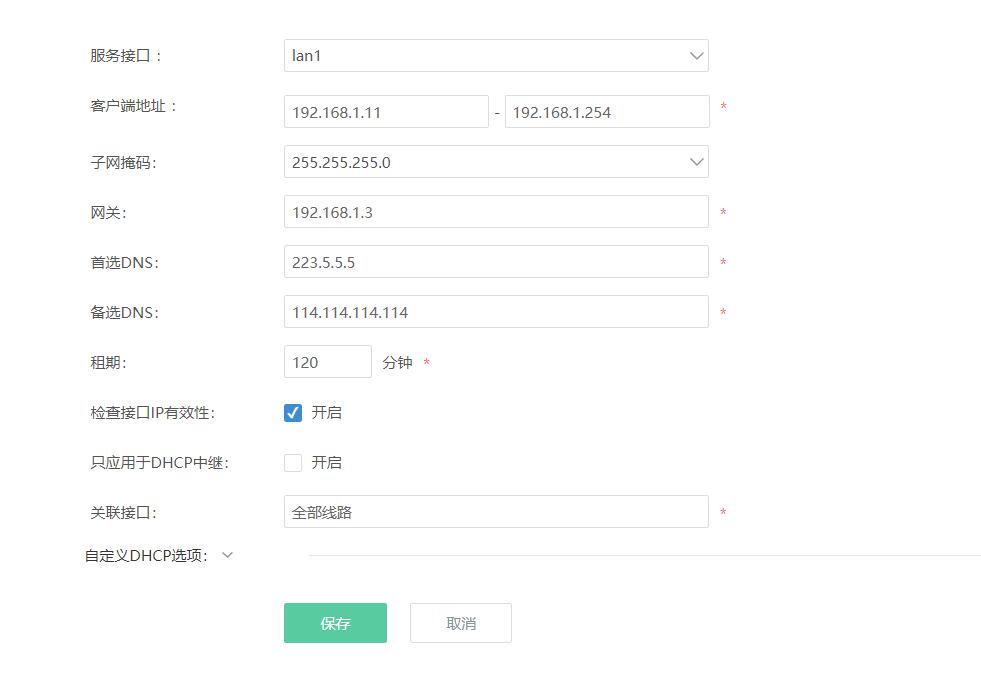 服务接口 : lan1
客户端地址 : 192.168.1.11 - 192.168.1.254 *
子网掩码: 255.255.255.0
网关: 192.168.1.3 *
首选DNS: 223.5.5.5 *
备选DNS: 114.114.114.114 *
租期: 120 分钟 *
检查接口IP有效性: 开启
只应用于DHCP中继: 开启
关联接口: 全部线路 *
自定义DHCP选项:
保存 取消